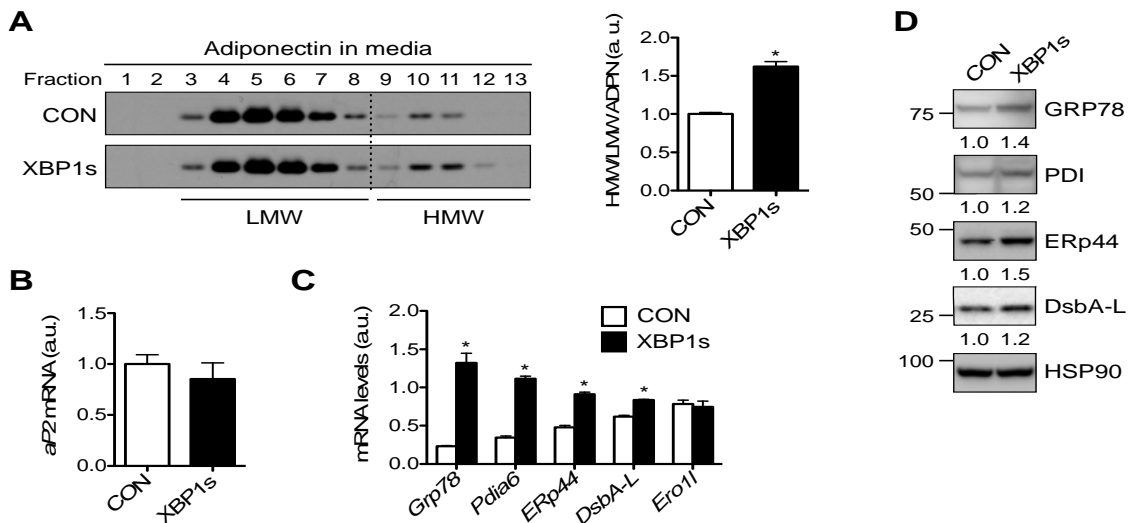 A
Adiponectin in media
Fraction 1 2 3 4 5 6 7 8 9 10 11 12 13
CON
XBP1s
LMW HMW
HMW/LMW ADPN (a.u.)
2.0
1.5
1.0
0.5
0.0
CON XBP1s
*
B
aP2 mRNA (a.u.)
1.5
1.0
0.5
0.0
CON XBP1s
C
mRNA levels (a.u.)
2.0
1.5
1.0
0.5
0.0
CON
XBP1s
* * * *
Grp78 Pdia6 ERp44 DsbA-L Ero1l
D
CON XBP1s
75 GRP78
1.0 1.4
PDI
50
1.0 1.2
50
ERp44
1.0 1.5
25 DsbA-L
1.0 1.2
100
HSP90